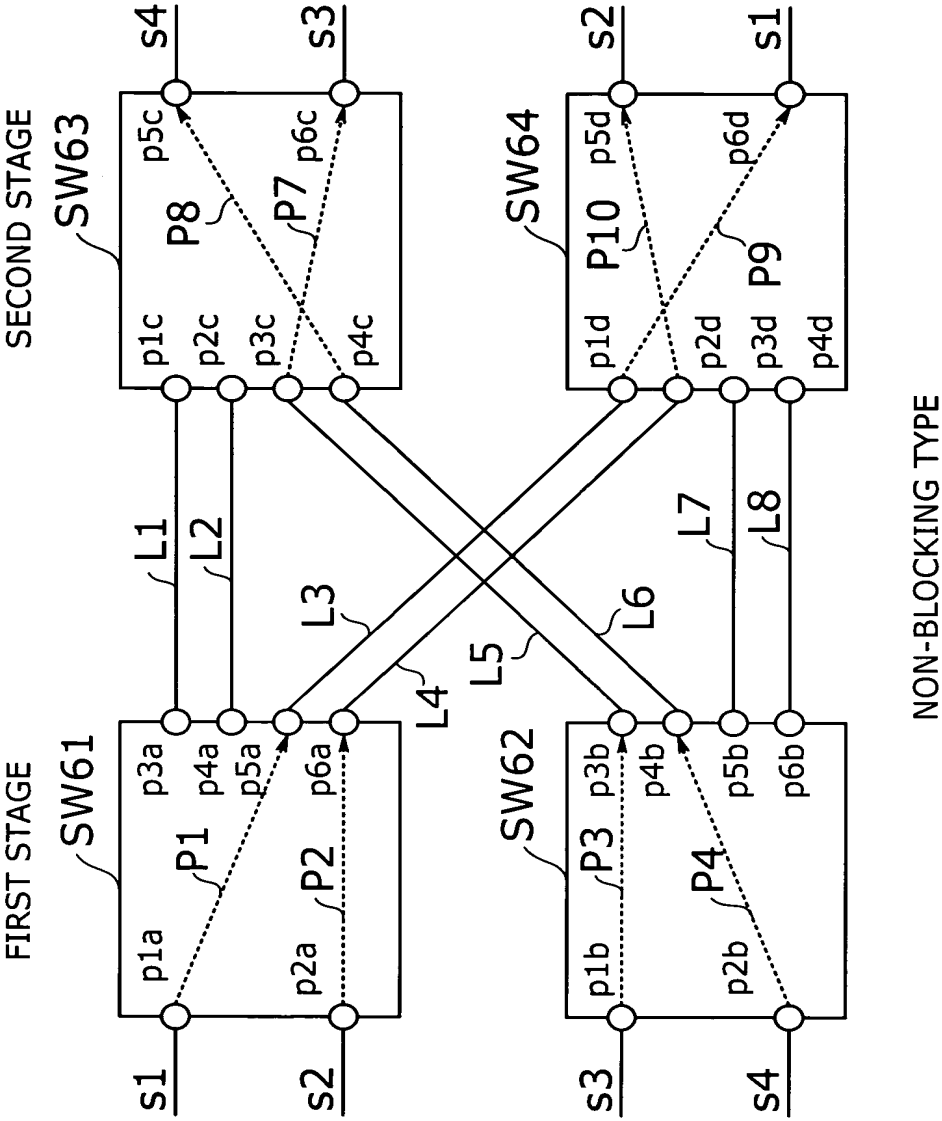 FIRST STAGE
SECOND STAGE
SW61
SW63
s1
p1a
P1
p3a
L1
p1c
p5c
s4
p4a
L2
p2c
P8
p5a
L3
p3c
P7
s2
p2a
P2
p6a
L4
p4c
p6c
s3
SW62
SW64
L5
s3
p1b
P3
p3b
L6
p1d
P10
p5d
s2
p4b
p2d
P4
p5b
L7
p3d
P9
s4
p2b
p6b
L8
p4d
p6d
s1
NON-BLOCKING TYPE